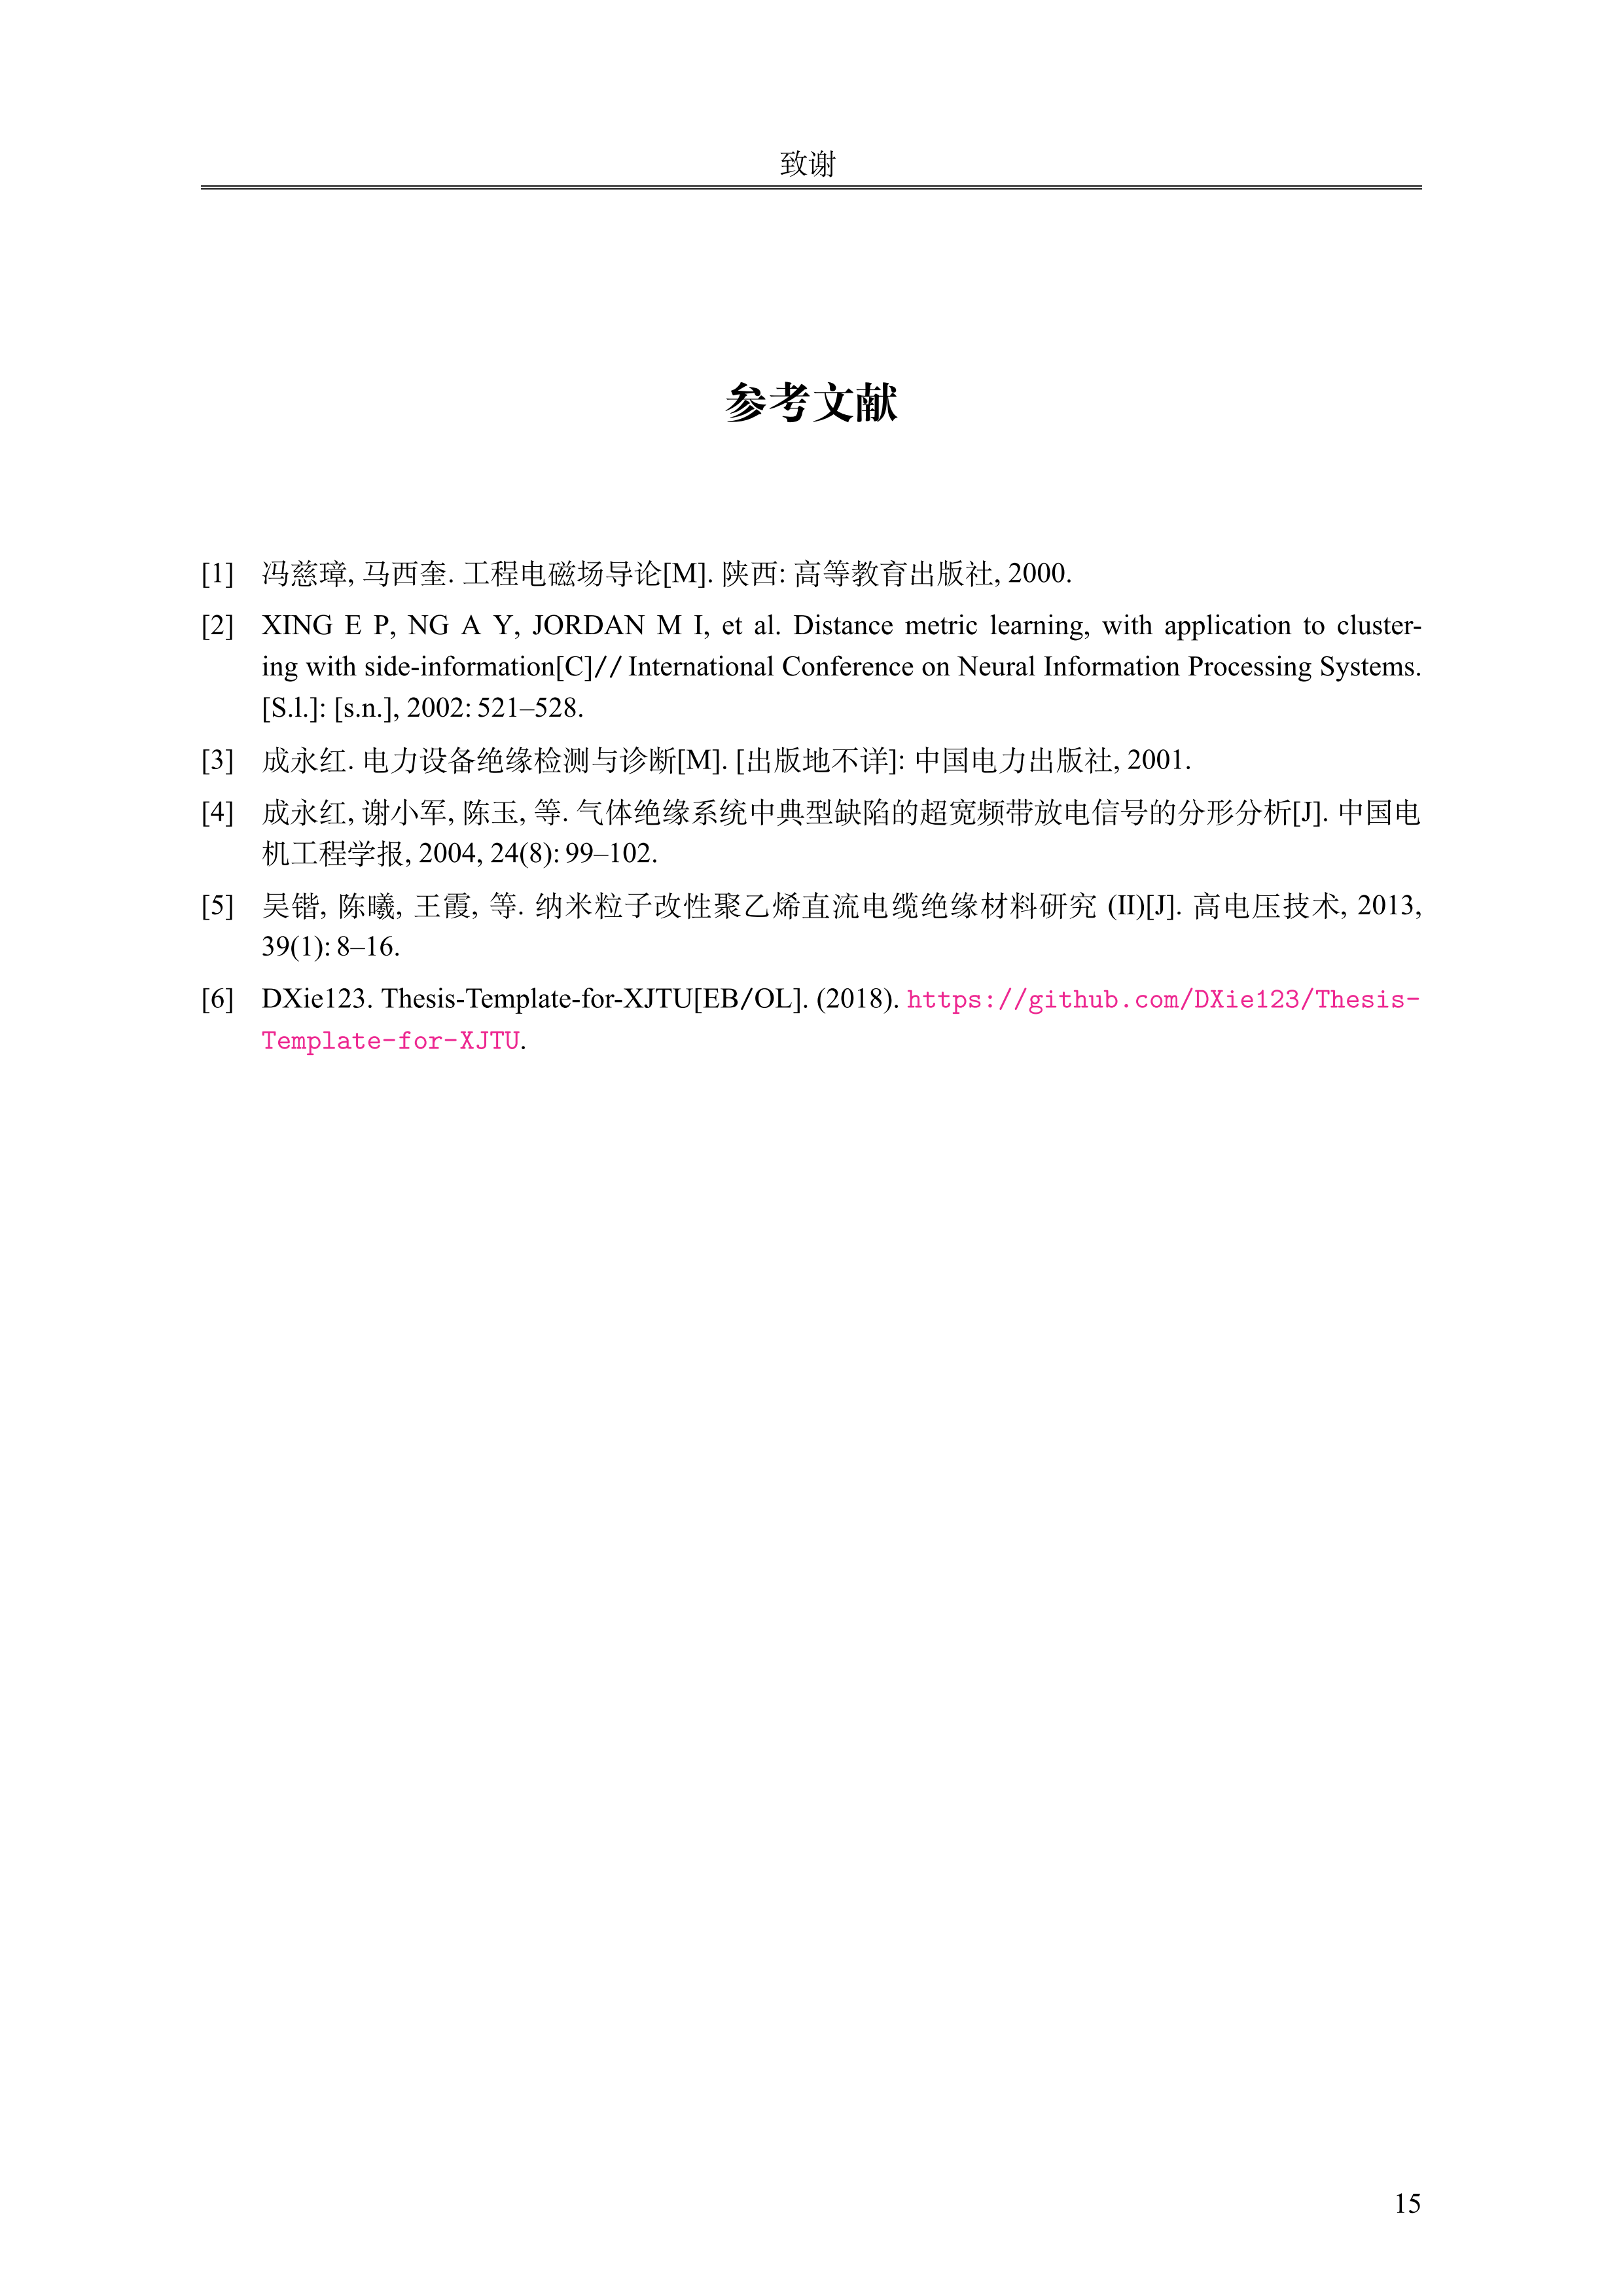 致谢
参考文献
[1] 冯慈璋, 马西奎. 工程电磁场导论[M]. 陕西: 高等教育出版社, 2000.
[2] XING E P, NG A Y, JORDAN M I, et al. Distance metric learning, with application to cluster-
ing with side-information[C]// International Conference on Neural Information Processing Systems.
[S.l.]: [s.n.], 2002: 521–528.
[3] 成永红. 电力设备绝缘检测与诊断[M]. [出版地不详]: 中国电力出版社, 2001.
[4] 成永红, 谢小军, 陈玉, 等. 气体绝缘系统中典型缺陷的超宽频带放电信号的分形分析[J]. 中国电
机工程学报, 2004, 24(8): 99–102.
[5] 吴锴, 陈曦, 王霞, 等. 纳米粒子改性聚乙烯直流电缆绝缘材料研究 (II)[J]. 高电压技术, 2013,
39(1): 8–16.
[6] DXie123. Thesis-Template-for-XJTU[EB/OL]. (2018). https://github.com/DXie123/Thesis-
Template-for-XJTU.
15